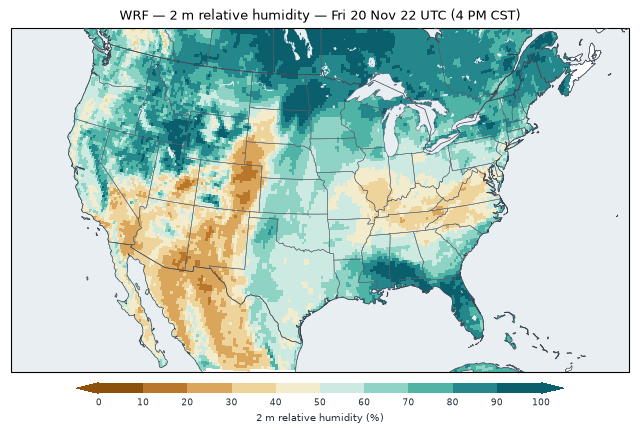 WRF — 2 m relative humidity — Fri 20 Nov 22 UTC (4 PM CST)
0 10 20 30 40 50 60 70 80 90 100
2 m relative humidity (%)